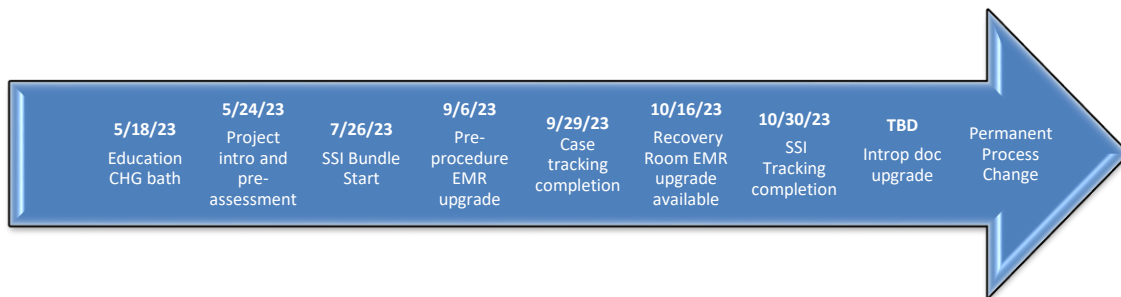 5/18/23
Education
CHG bath
5/24/23
Project
intro and
pre-
assessment
7/26/23
SSI Bundle
Start
9/6/23
Pre-
procedure
EMR
upgrade
9/29/23
Case
tracking
completion
10/16/23
Recovery
Room EMR
upgrade
available
10/30/23
SSI
Tracking
completion
TBD
Introp doc
upgrade
Permanent
Process
Change